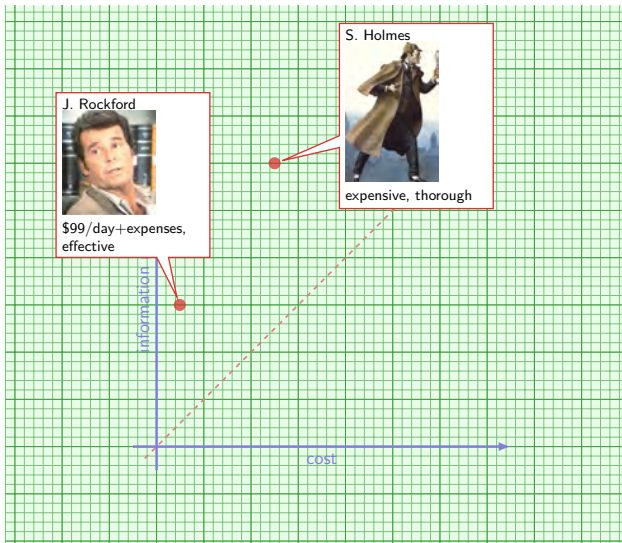 S. Holmes
expensive, thorough
J. Rockford
$99/day+expenses,
effective
information
cost